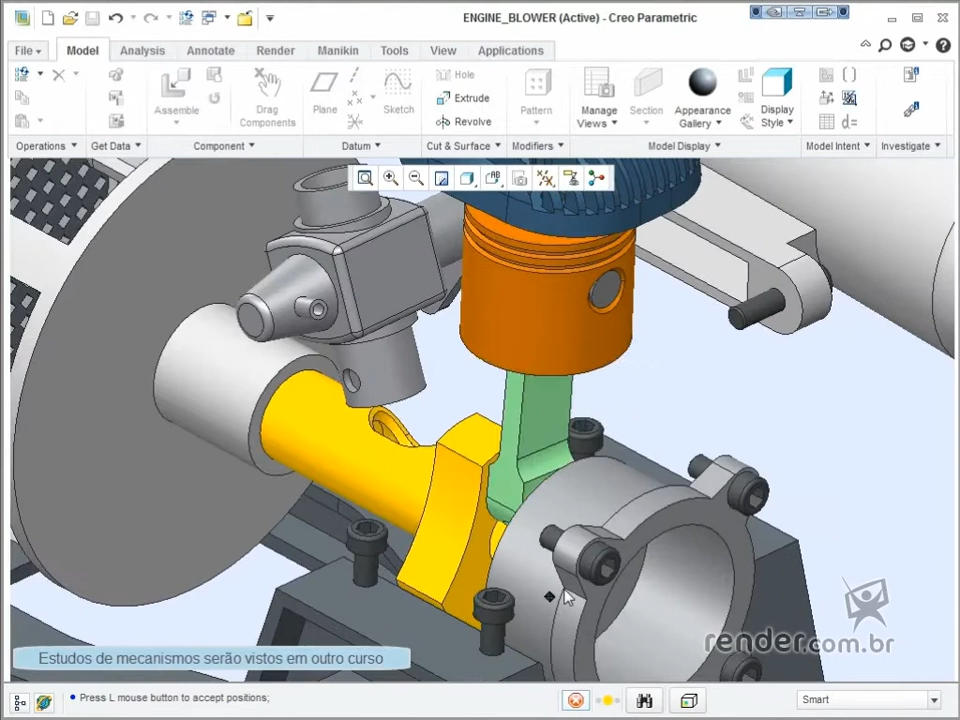 ENGINE_BLOWER (Active) - Creo Parametric
File Model Analysis Annotate Render Manikin Tools View Applications
Assemble
Drag
Components
Plane
Sketch
Hole
Extrude
Revolve
Pattern
Manage
Views
Section
Appearance
Gallery
Display
Style
Operations Get Data Component Datum Cut & Surface Modifiers Model Display Model Intent Investigate
render.com.br
Estudos de mecanismos serão vistos em outro curso
Press L mouse button to accept positions;
Smart